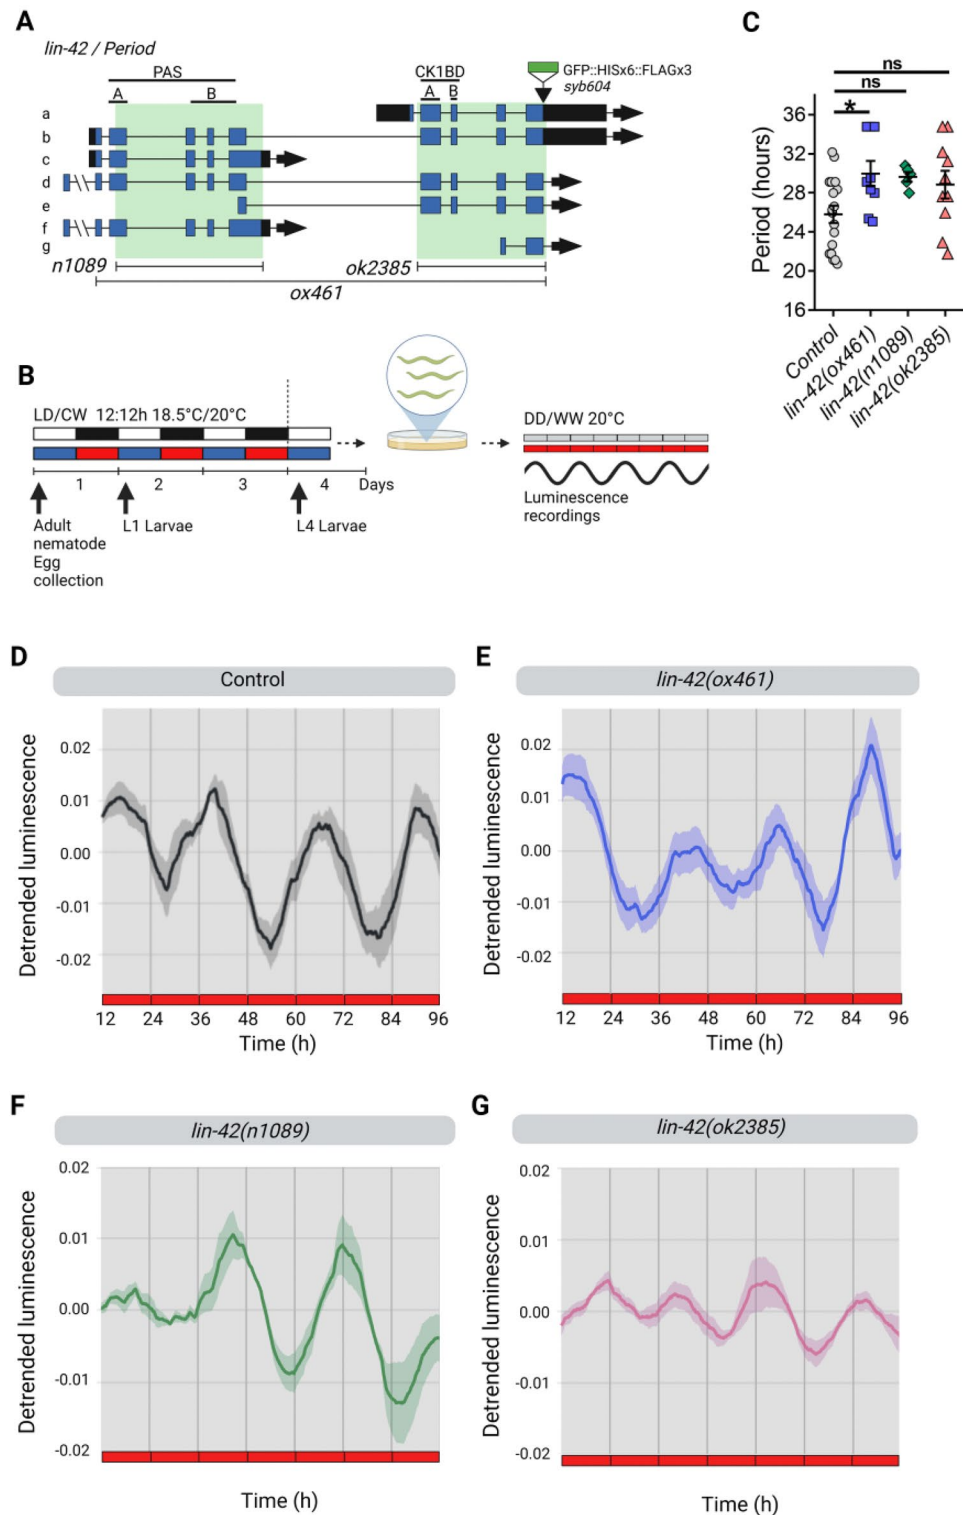 A
lin-42 / Period
PAS
A B
CK1BD
A B
GFP::HISx6::FLAGx3
syb604
a
b
c
d
e
f
g
n1089
ok2385
ox461
C
ns
ns
*
Period (hours)
36
32
28
24
20
16
Control
lin-42(ox461)
lin-42(n1089)
lin-42(ok2385)
B
LD/CW 12:12h 18.5°C/20°C
1 2 3 4 Days
Adult
nematode
Egg
collection
L1 Larvae
L4 Larvae
DD/WW 20°C
Luminescence
recordings
D
Control
Detrended luminescence
0.02
0.01
0.00
-0.01
-0.02
12 24 36 48 60 72 84 96
Time (h)
E
lin-42(ox461)
Detrended luminescence
0.02
0.01
0.00
-0.01
-0.02
12 24 36 48 60 72 84 96
Time (h)
F
lin-42(n1089)
Detrended luminescence
0.02
0.01
0.00
-0.01
-0.02
Time (h)
G
lin-42(ok2385)
Detrended luminescence
0.02
0.01
0.00
-0.01
-0.02
Time (h)